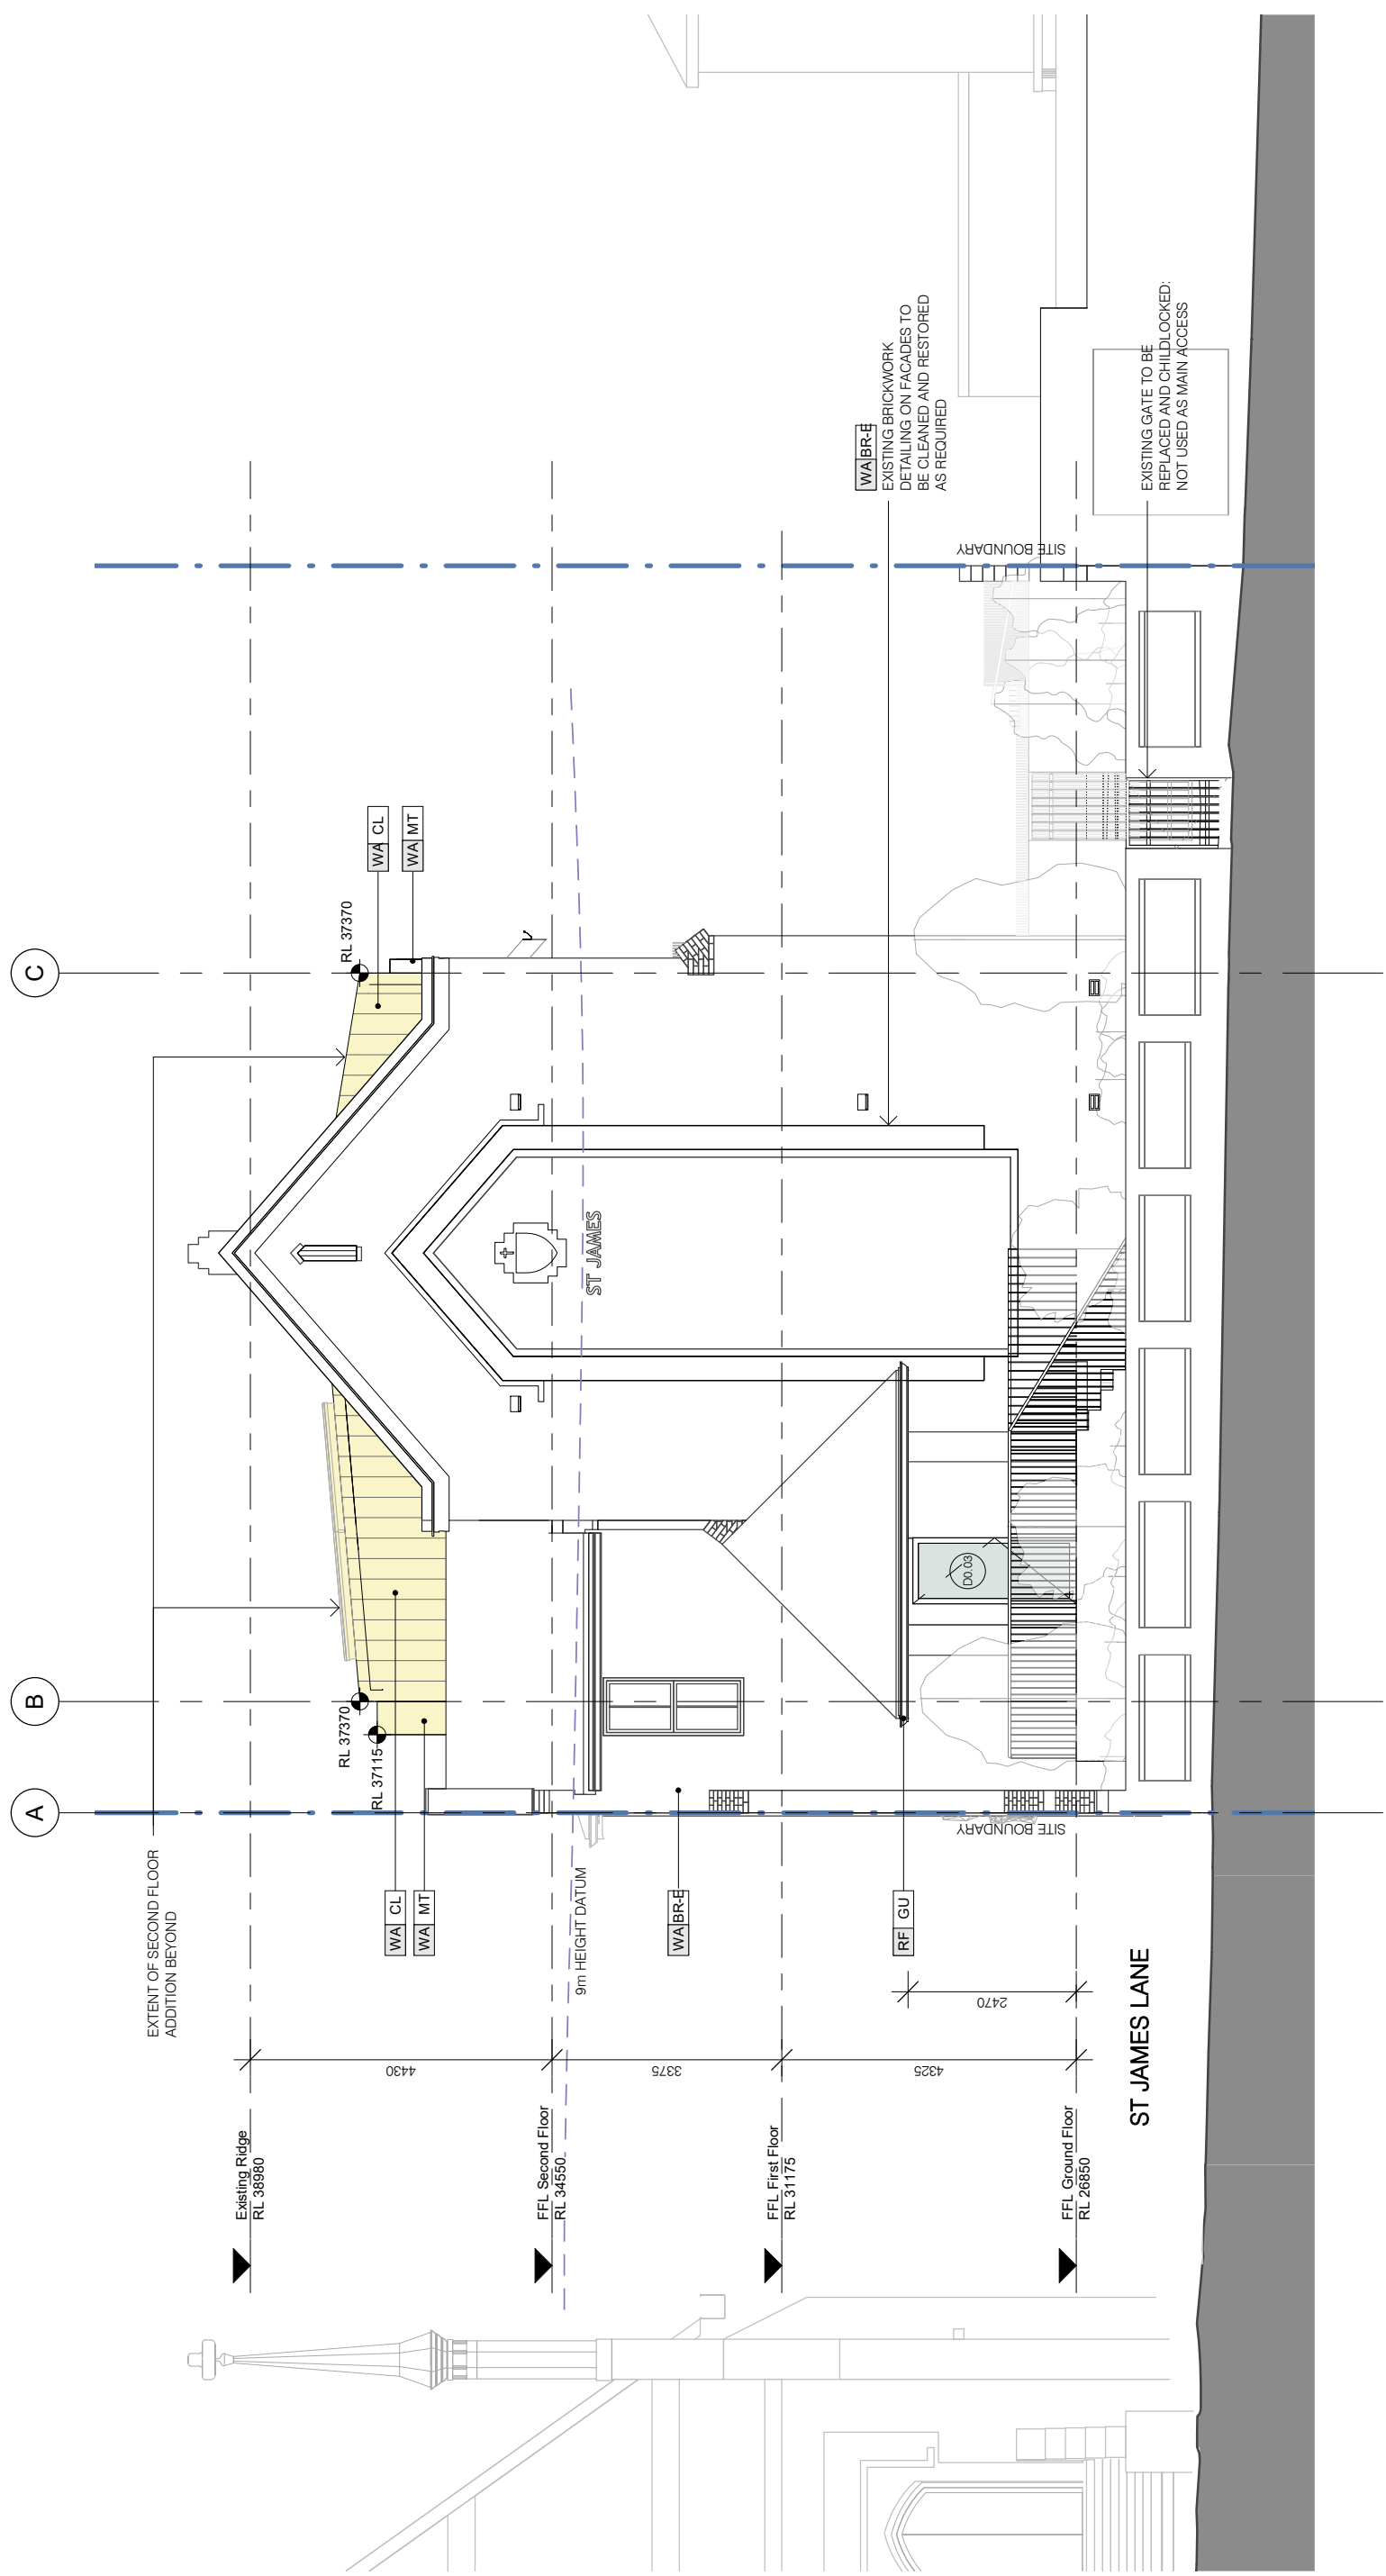 EXTENT OF SECOND FLOOR
ADDITION BEYOND
Existing Ridge
RL 38980
FFL Second Floor
RL 34550
FFL First Floor
RL 31175
FFL Ground Floor
RL 26850
4430
3375
4325
2470
ST JAMES LANE
WA CL
WA MT
9m HEIGHT DATUM
WA BR-E
RF GU
A
SITE BOUNDARY
B
RL 37370
RL 37115
D0.03
ST JAMES
C
RL 37370
WA CL
WA MT
SITE BOUNDARY
WA BR-E
EXISTING BRICKWORK
DETAILING ON FACADES TO
BE CLEANED AND RESTORED
AS REQUIRED
EXISTING GATE TO BE
REPLACED AND CHILDLOCKED:
NOT USED AS MAIN ACCESS